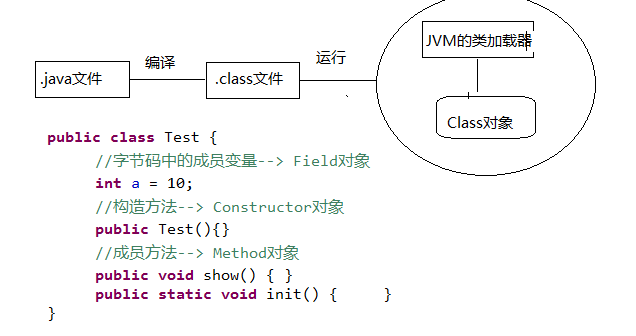 JVM的类加载器
编译
运行
.java文件
.class文件
Class对象
public class Test {
//字节码中的成员变量--> Field对象
int a = 10;
//构造方法--> Constructor对象
public Test(){}
//成员方法--> Method对象
public void show() { }
public static void init() {     }
}